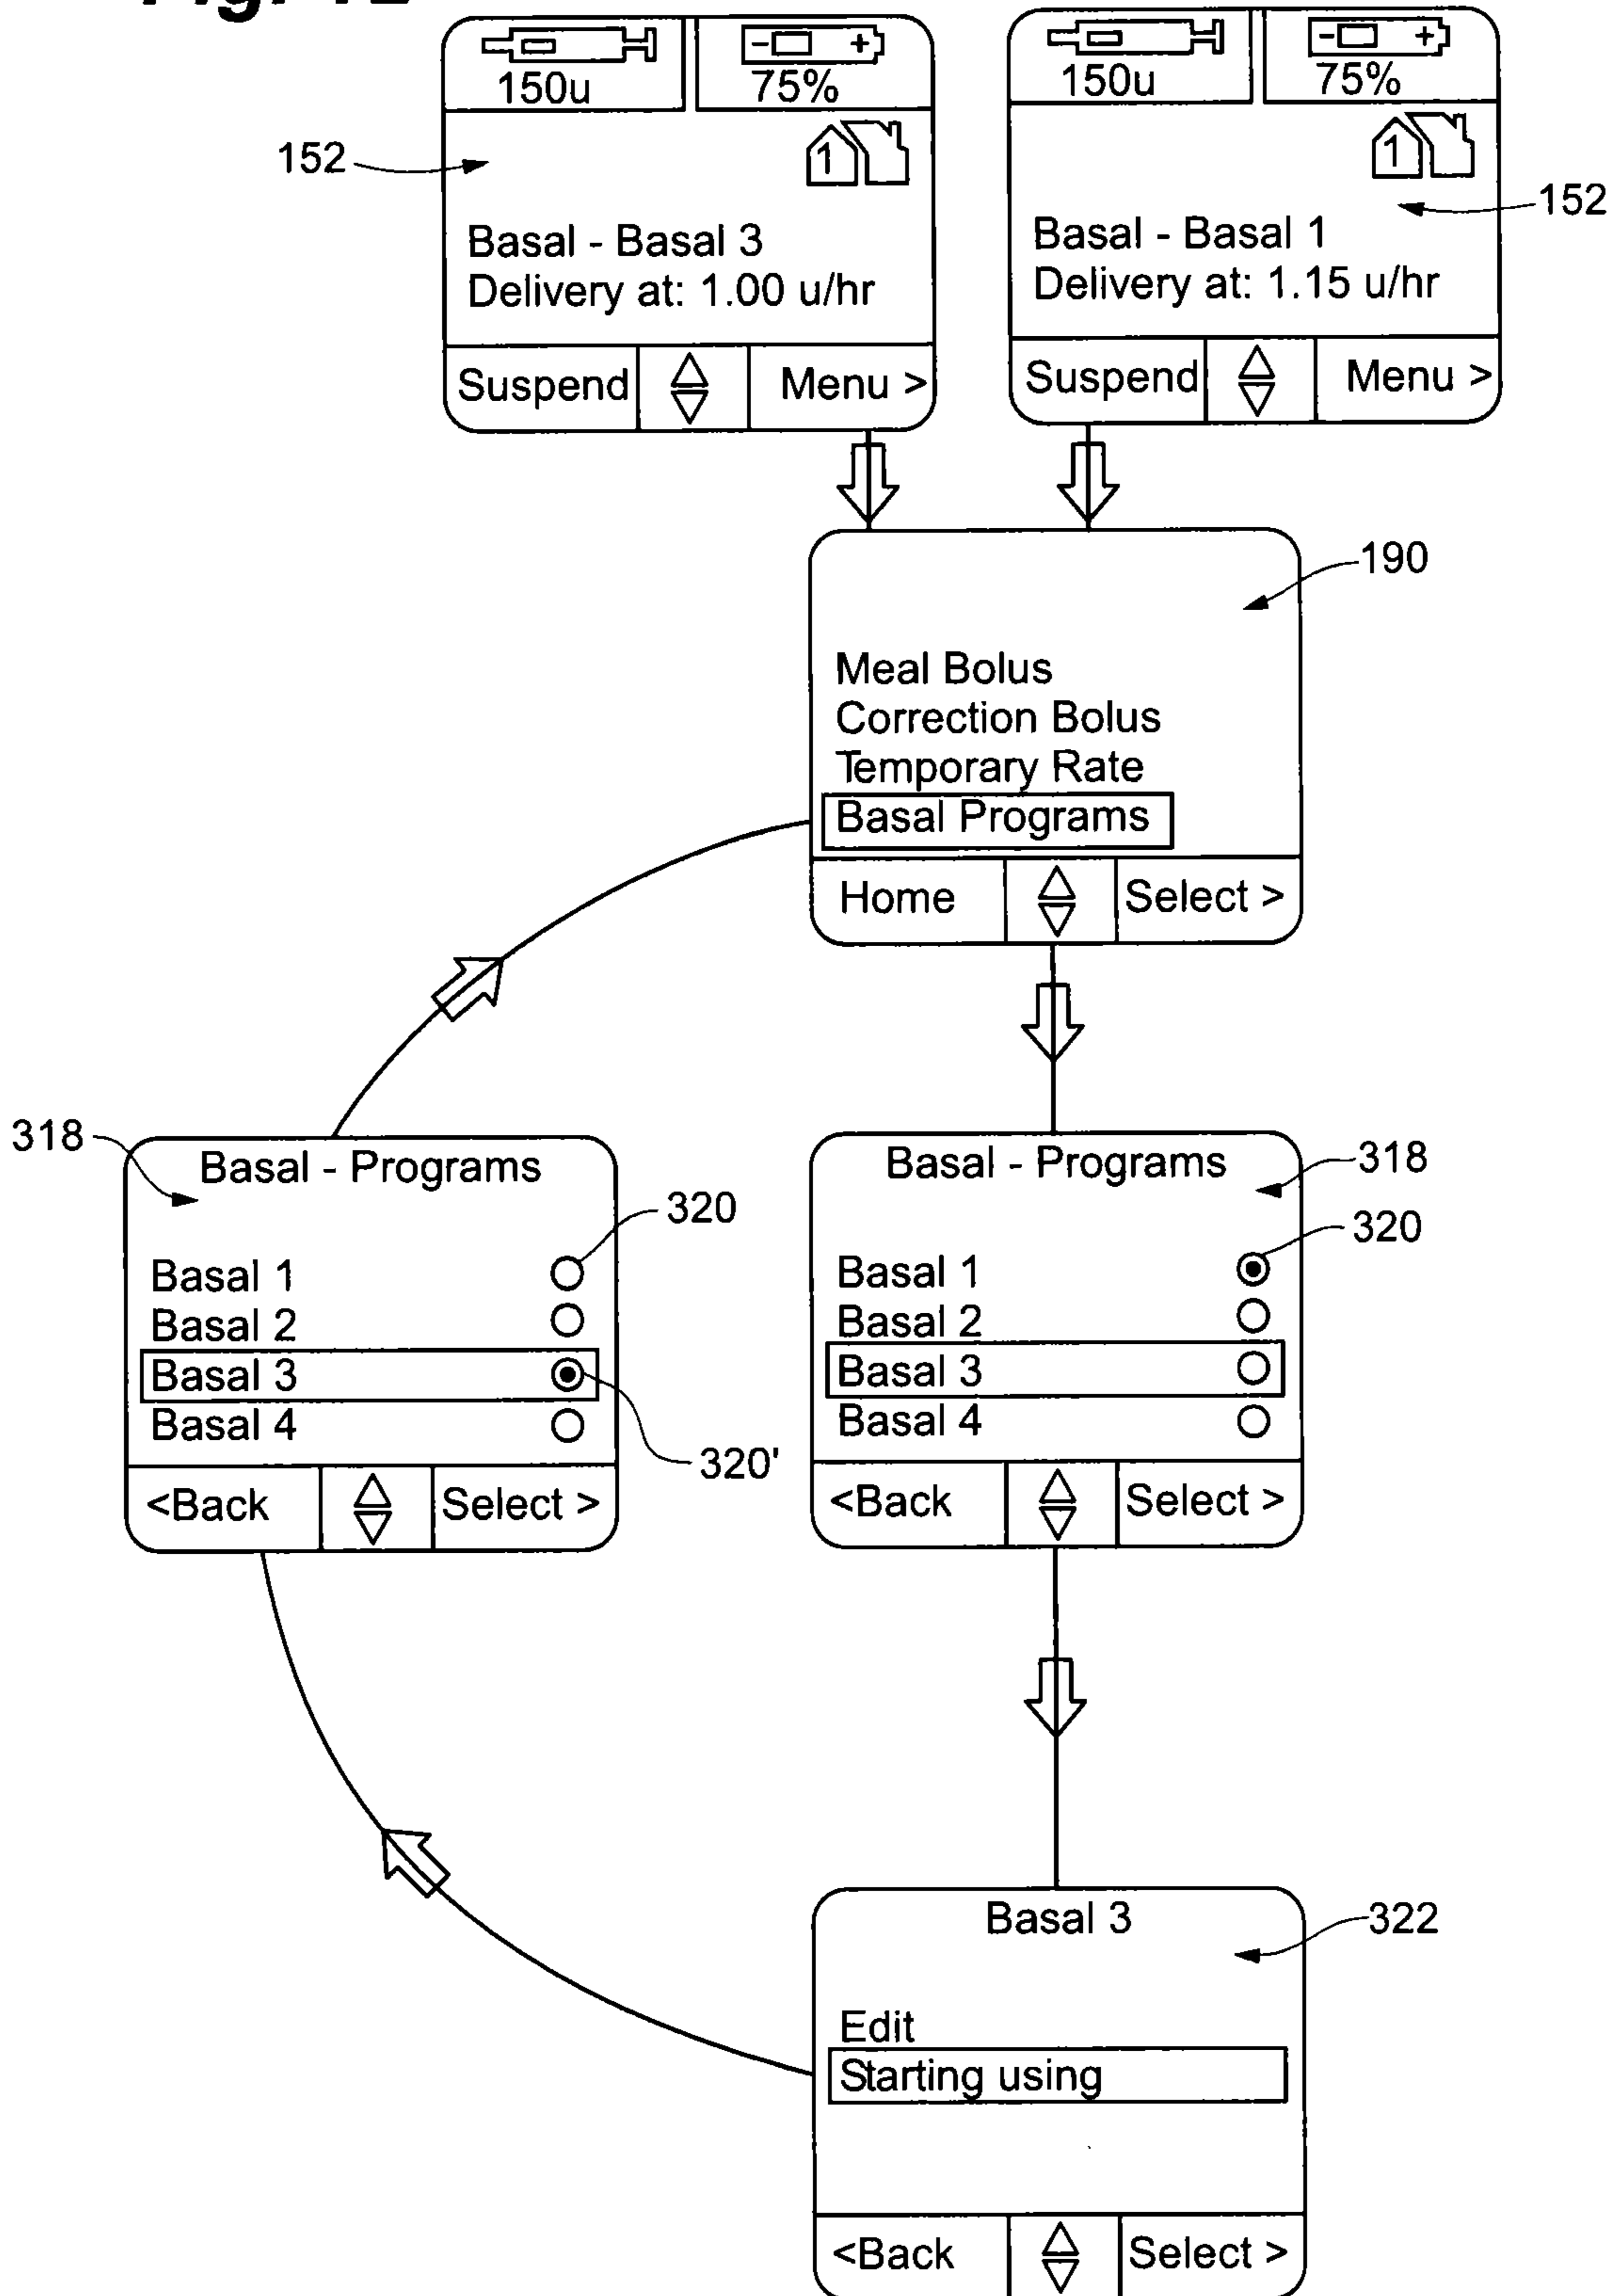 150u
75%
152
1
Basal - Basal 3
Delivery at: 1.00 u/hr
Suspend
Menu >
150u
75%
1
152
Basal - Basal 1
Delivery at: 1.15 u/hr
Suspend
Menu >
190
Meal Bolus
Correction Bolus
Temporary Rate
Basal Programs
Home
Select >
318
Basal - Programs
320
Basal 1
Basal 2
Basal 3
Basal 4
320'
<Back
Select >
Basal - Programs
318
320
Basal 1
Basal 2
Basal 3
Basal 4
<Back
Select >
Basal 3
322
Edit
Starting using
<Back
Select >